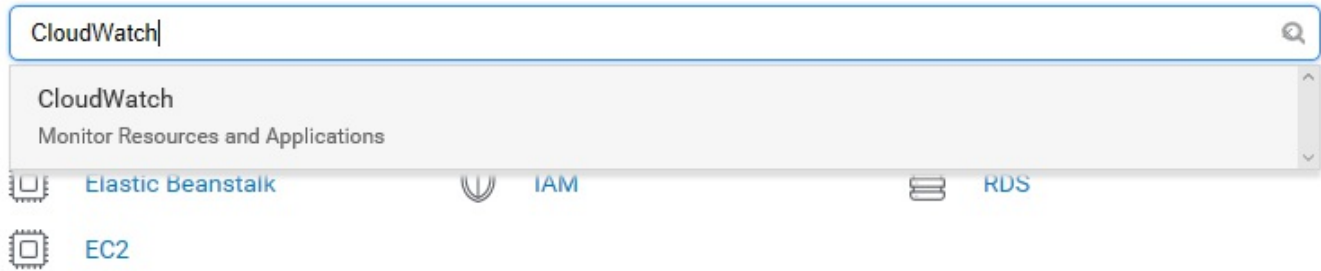 CloudWatch
CloudWatch
Monitor Resources and Applications
Elastic Beanstalk IAM RDS
EC2